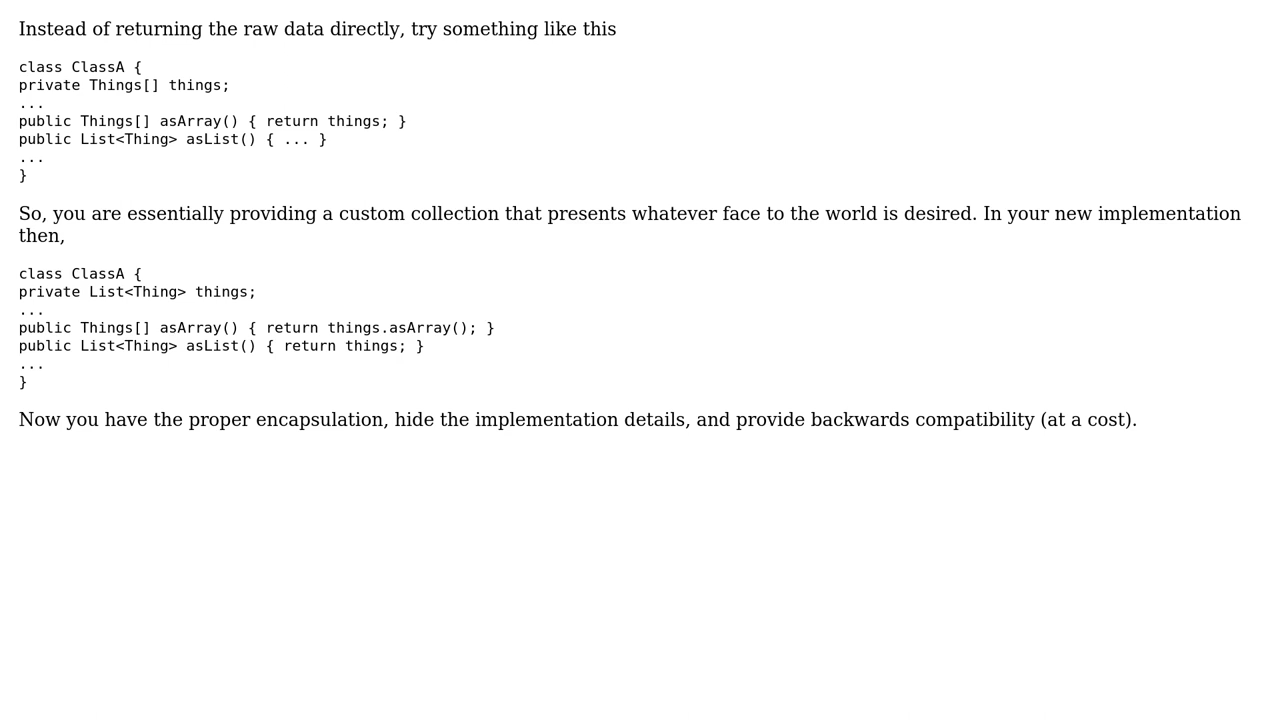 Instead of returning the raw data directly, try something like this
class ClassA {
private Things[] things;
...
public Things[] asArray() { return things; }
public List<Thing> asList() { ... }
...
}
So, you are essentially providing a custom collection that presents whatever face to the world is desired. In your new implementation
then,
class ClassA {
private List<Thing> things;
...
public Things[] asArray() { return things.asArray(); }
public List<Thing> asList() { return things; }
...
}
Now you have the proper encapsulation, hide the implementation details, and provide backwards compatibility (at a cost).